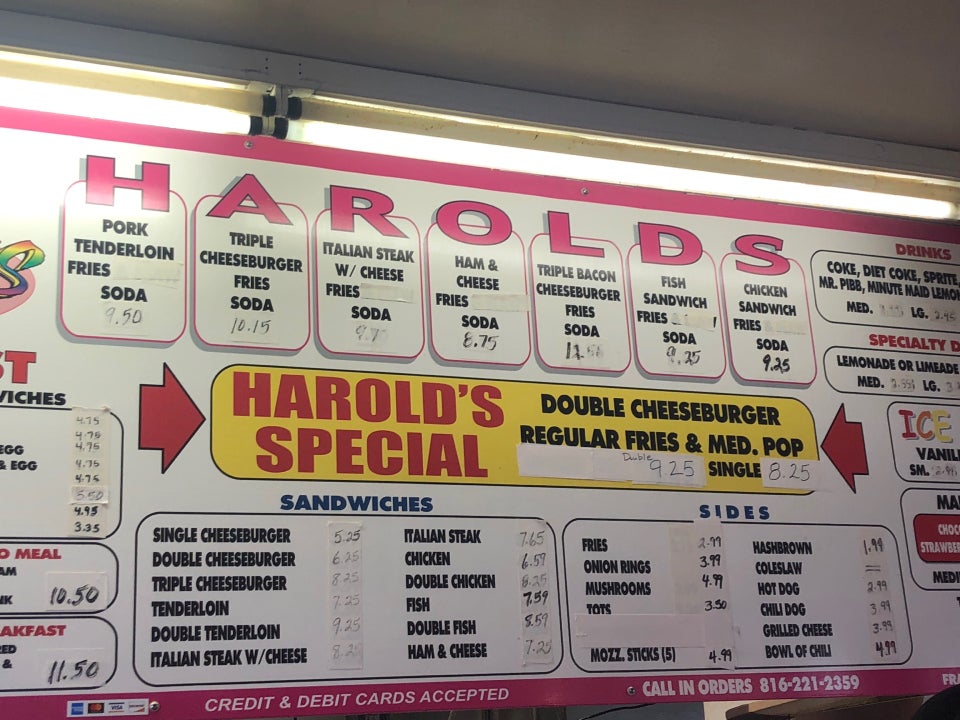 HAROLDS
PORK
TENDERLOIN
FRIES
SODA
9.50
TRIPLE
CHEESEBURGER
FRIES
SODA
10.15
ITALIAN STEAK
W/ CHEESE
FRIES
SODA
HAM &
CHEESE
FRIES
SODA
8.75
TRIPLE BACON
CHEESEBURGER
FRIES
SODA
FISH
SANDWICH
FRIES
SODA
9.25
CHICKEN
SANDWICH
FRIES
SODA
9.25
DRINKS
COKE, DIET COKE, SPRITE,
MR. PIBB, MINUTE MAID
MED. LG.
SPECIALTY
LEMONADE OR LIMEADE
MED. LG.
ICE
SM.
HAROLD'S
SPECIAL
DOUBLE CHEESEBURGER
REGULAR FRIES & MED. POP
Double 9.25 SINGLE 8.25
4.75
4.75
EGG 4.75
& EGG 4.75
4.75
5.50
4.95
3.35
MEAL
10.50
11.50
SANDWICHES
SINGLE CHEESEBURGER 5.25
DOUBLE CHEESEBURGER 6.25
TRIPLE CHEESEBURGER 8.25
TENDERLOIN 7.25
DOUBLE TENDERLOIN 9.25
ITALIAN STEAK W/CHEESE
ITALIAN STEAK 7.65
CHICKEN 6.59
DOUBLE CHICKEN 8.25
FISH 7.59
DOUBLE FISH 8.59
HAM & CHEESE 7.25
SIDES
FRIES 2.99
ONION RINGS 3.99
MUSHROOMS 4.99
TOTS 3.50
MOZZ. STICKS (5) 4.99
HASHBROWN 1.99
COLESLAW
HOT DOG 2.99
CHILI DOG 3.99
GRILLED CHEESE 3.99
BOWL OF CHILI 4.99
VISA
CREDIT & DEBIT CARDS ACCEPTED
CALL IN ORDERS 816-221-2359